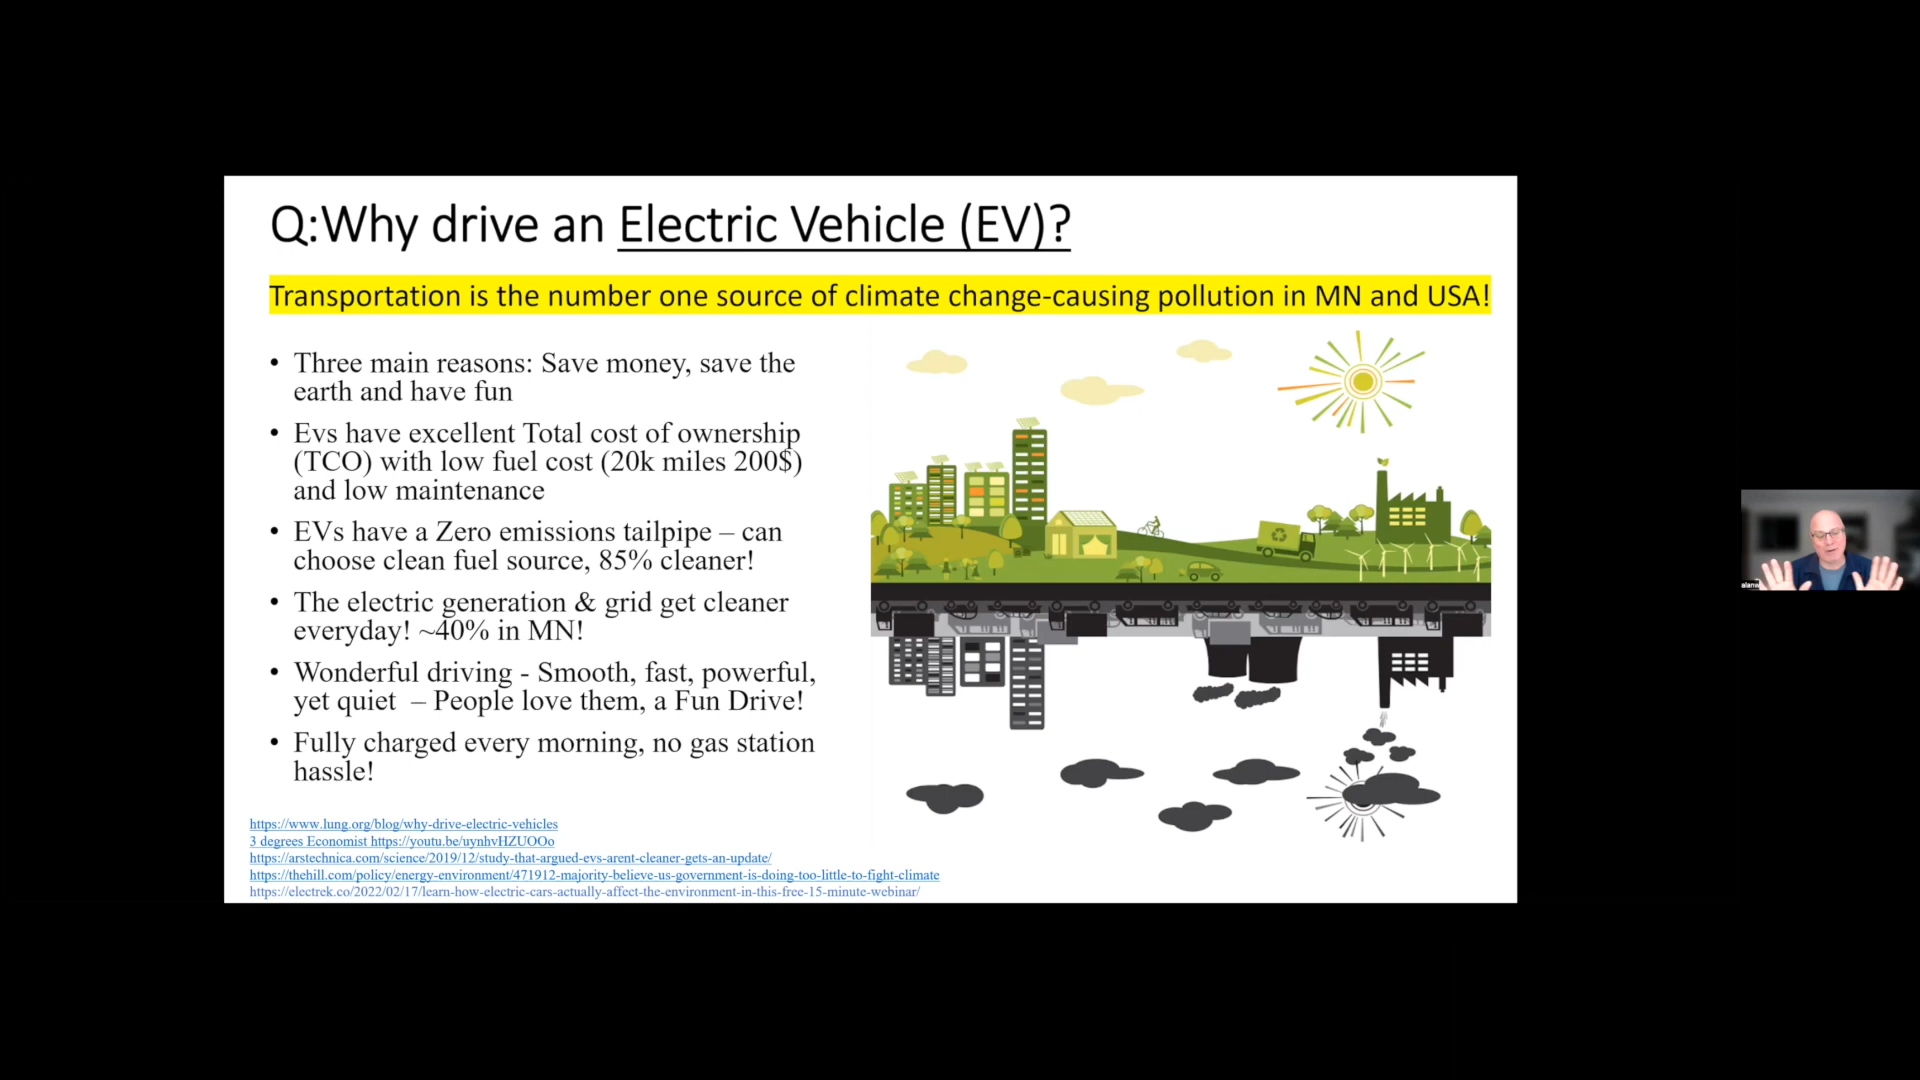 Q:Why drive an Electric Vehicle (EV)?
Transportation is the number one source of climate change-causing pollution in MN and USA!
• Three main reasons: Save money, save the
earth and have fun
• Evs have excellent Total cost of ownership
(TCO) with low fuel cost (20k miles 200$)
and low maintenance
• EVs have a Zero emissions tailpipe – can
choose clean fuel source, 85% cleaner!
• The electric generation & grid get cleaner
everyday! ~40% in MN!
• Wonderful driving - Smooth, fast, powerful,
yet quiet – People love them, a Fun Drive!
• Fully charged every morning, no gas station
hassle!
https://www.lung.org/blog/why-drive-electric-vehicles
3 degrees Economist https://youtu.be/uynhvHZUOOo
https://arstechnica.com/science/2019/12/study-that-argued-evs-arent-cleaner-gets-an-update/
https://thehill.com/policy/energy-environment/471912-majority-believe-us-government-is-doing-too-little-to-fight-climate
https://electrek.co/2022/02/17/learn-how-electric-cars-actually-affect-the-environment-in-this-free-15-minute-webinar/